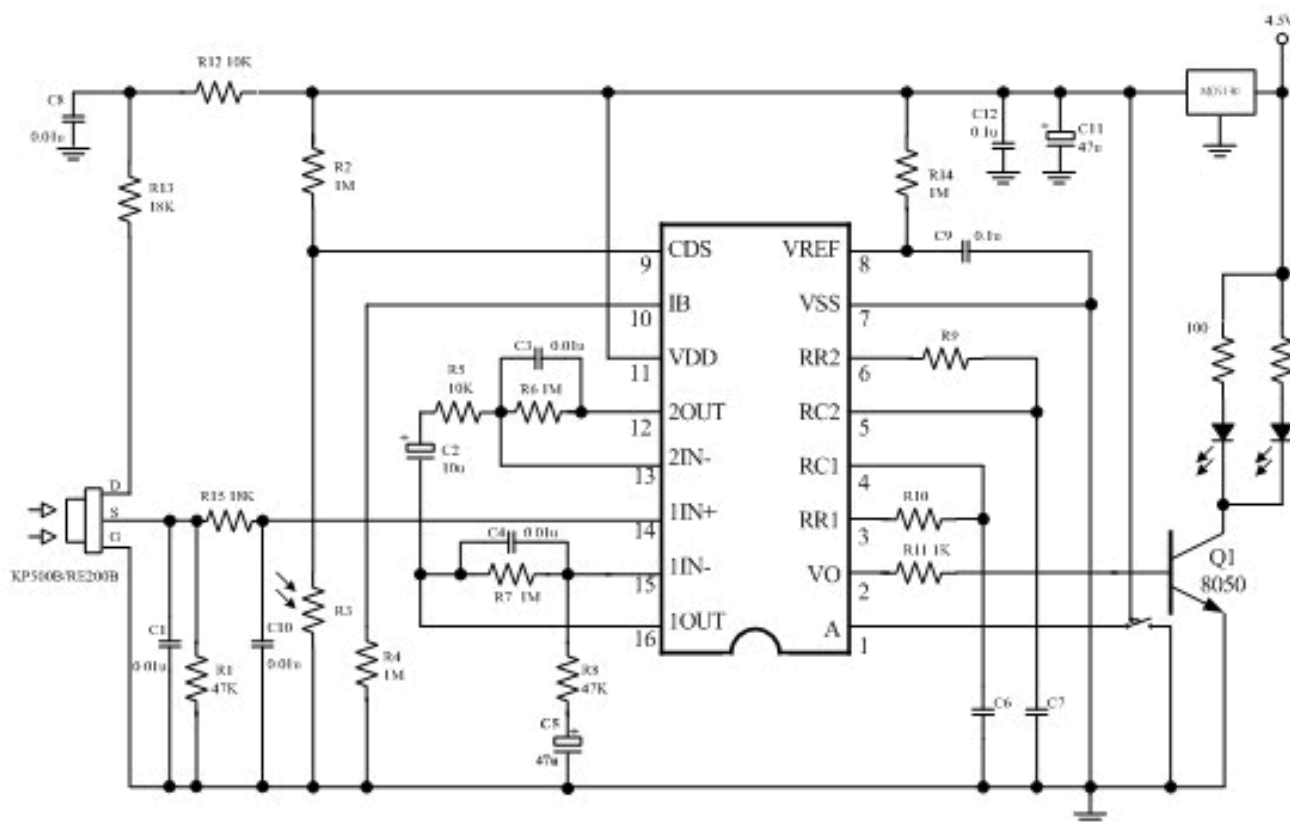 4.5V
R12 10K
C8
0.01u
R13
18K
R2
1M
R14
1M
C12
0.1u
C11
47u
C9 0.1u
9 CDS VREF 8
10 IB VSS 7
11 VDD RR2 6
12 2OUT RC2 5
13 2IN- RC1 4
14 1IN+ RR1 3
15 1IN- VO 2
16 1OUT A 1
C3 0.01u
R5
10K
R6 1M
C2
10u
R9
100
D
S
G
R15 18K
KP500B/RE200B
C4 0.01u
R7 1M
R10
R11 1K
Q1
8050
C1
0.01u
R1
47K
C10
0.01u
R3
R4
1M
R8
47K
C5
47u
C6
C7